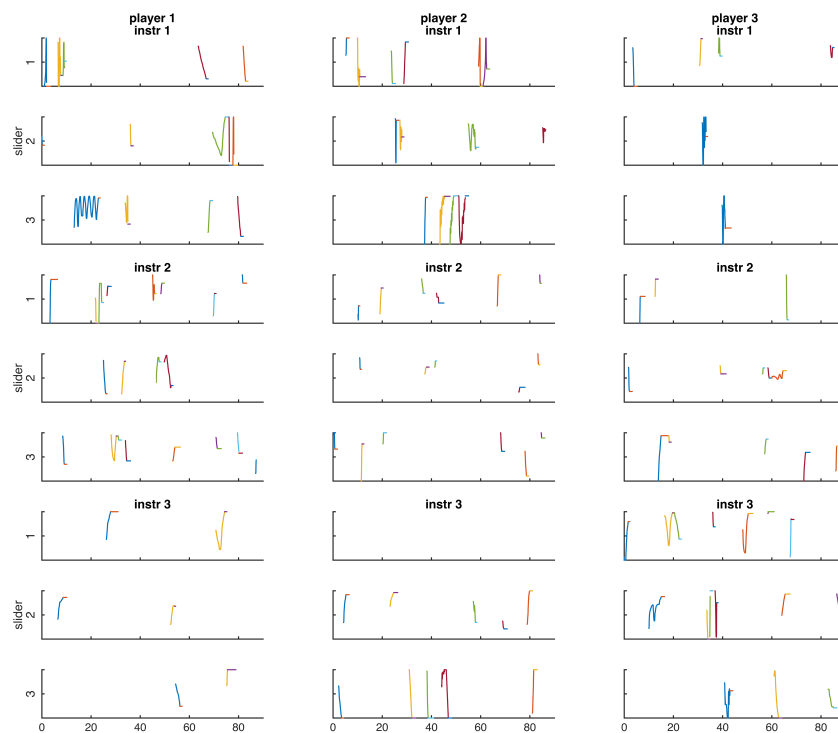 player 1 player 2 player 3
instr 1 instr 1 instr 1
1
slider
2
3
instr 2 instr 2 instr 2
1
slider
2
3
instr 3 instr 3 instr 3
1
slider
2
3
0 20 40 60 80 0 20 40 60 80 0 20 40 60 80